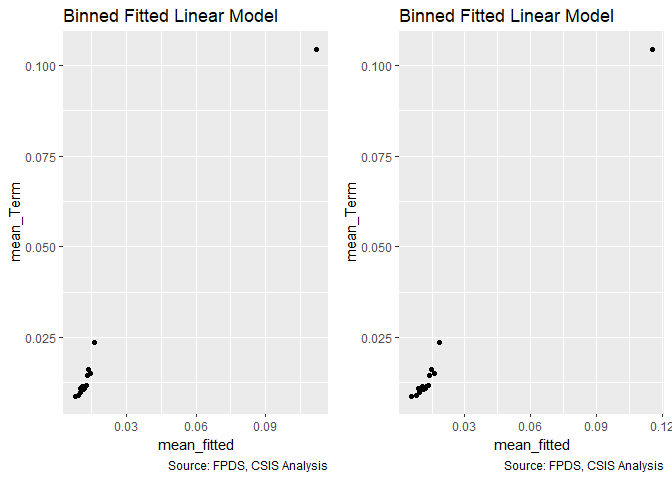 Binned Fitted Linear Model
0.100
0.075
0.050
0.025
mean_Term
0.03 0.06 0.09
mean_fitted
Source: FPDS, CSIS Analysis
Binned Fitted Linear Model
0.100
0.075
0.050
0.025
mean_Term
0.03 0.06 0.09 0.12
mean_fitted
Source: FPDS, CSIS Analysis